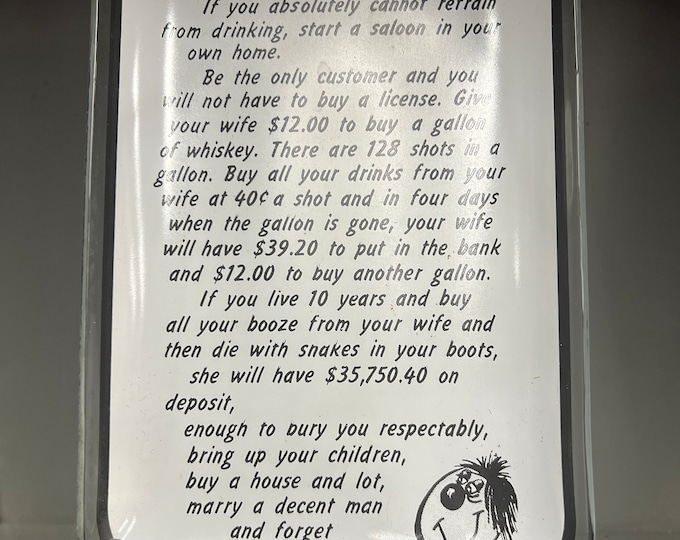 If you absolutely cannot refrain
from drinking, start a saloon in your
own home.
Be the only customer and you
will not have to buy a license. Give
your wife $12.00 to buy a gallon
of whiskey. There are 128 shots in a
gallon. Buy all your drinks from your
wife at 40¢ a shot and in four days
when the gallon is gone, your wife
will have $39.20 to put in the bank
and $12.00 to buy another gallon.
If you live 10 years and buy
all your booze from your wife and
then die with snakes in your boots,
she will have $35,750.40 on
deposit,
enough to bury you respectably,
bring up your children,
buy a house and lot,
marry a decent man
and forget